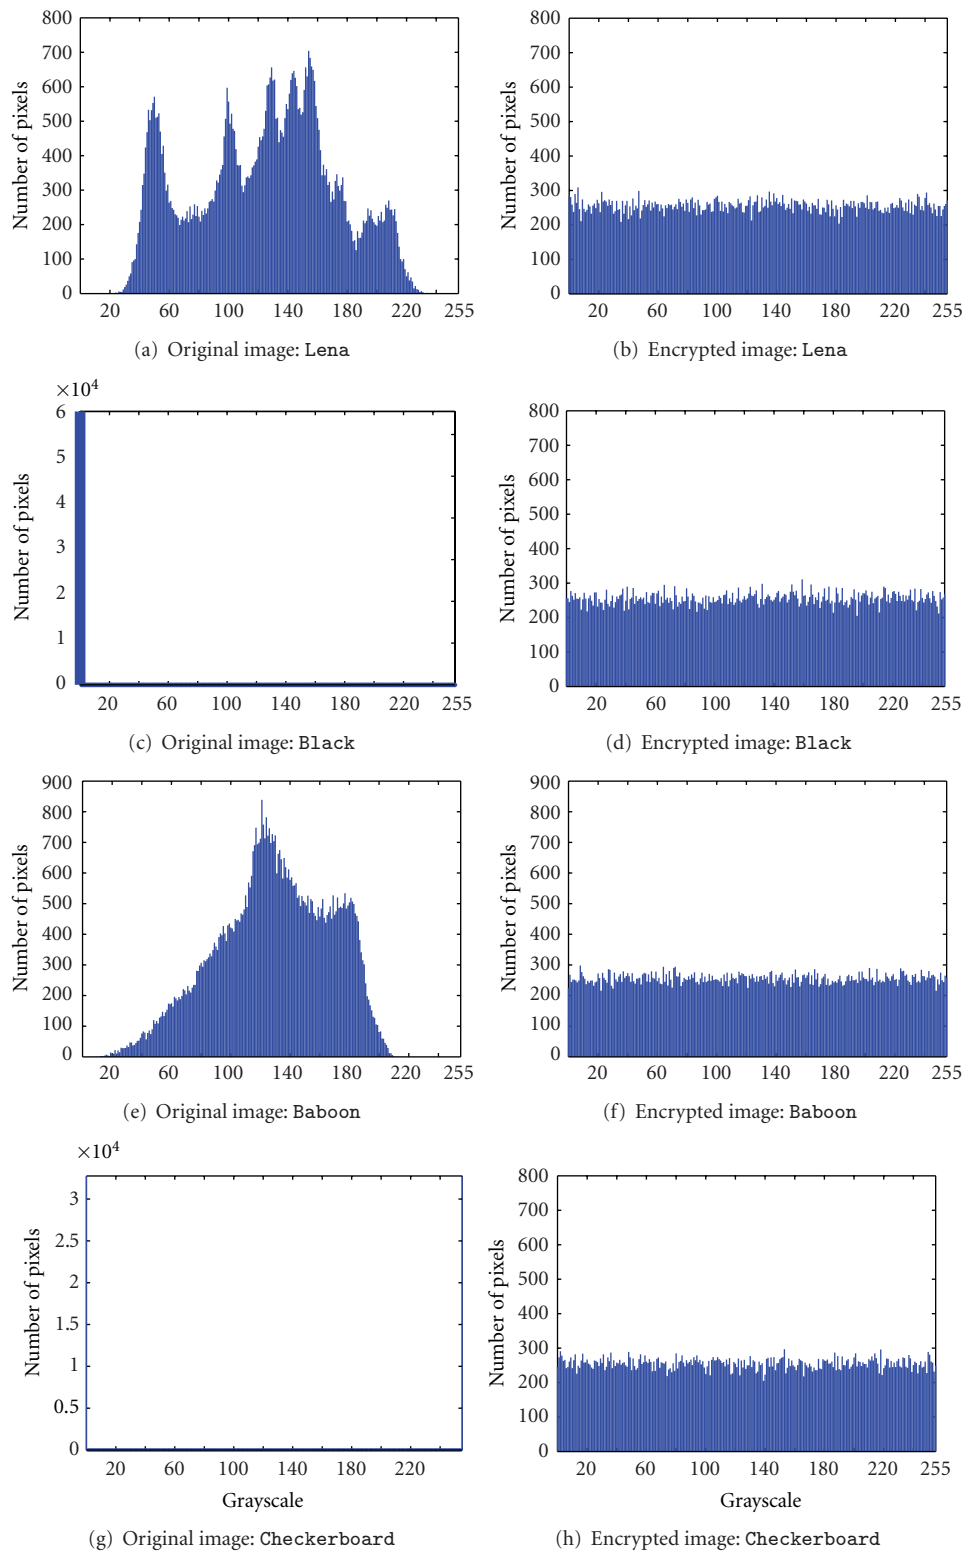 800
700
600
500
400
300
200
100
0
Number of pixels
20 60 100 140 180 220 255
(a) Original image: Lena
800
700
600
500
400
300
200
100
0
Number of pixels
20 60 100 140 180 220 255
(b) Encrypted image: Lena
×10⁴
6
5
4
3
2
1
0
Number of pixels
20 60 100 140 180 220 255
(c) Original image: Black
800
700
600
500
400
300
200
100
0
Number of pixels
20 60 100 140 180 220 255
(d) Encrypted image: Black
900
800
700
600
500
400
300
200
100
0
Number of pixels
20 60 100 140 180 220 255
(e) Original image: Baboon
900
800
700
600
500
400
300
200
100
0
Number of pixels
20 60 100 140 180 220 255
(f) Encrypted image: Baboon
×10⁴
3
2.5
2
1.5
1
0.5
0
Number of pixels
20 60 100 140 180 220
Grayscale
(g) Original image: Checkerboard
800
700
600
500
400
300
200
100
0
Number of pixels
20 60 100 140 180 220 255
Grayscale
(h) Encrypted image: Checkerboard